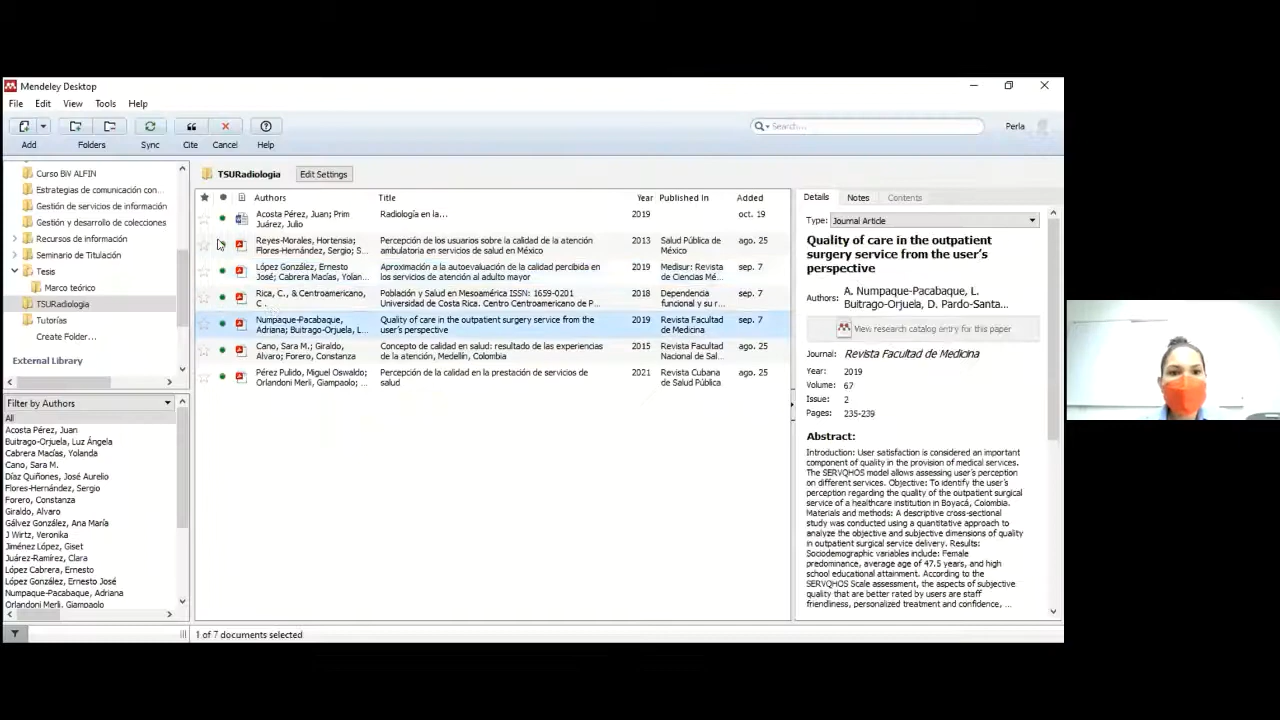 Mendeley Desktop
File Edit View Tools Help
Search...
Perla
Add Folders Sync Cite Cancel Help
Curso BiV ALFIN
Estrategias de comunicación con...
Gestión de servicios de información
Gestión y desarrollo de colecciones
Recursos de información
Seminario de Titulación
Tesis
Marco teórico
TSURadiologia
Tutorías
Create Folder...
External Library
Filter by Authors
All
Acosta Pérez, Juan
Buitrago-Orjuela, Luz Ángela
Cabrera Macías, Yolanda
Cano, Sara M.
Díaz Quiñones, José Aurelio
Flores-Hernández, Sergio
Forero, Constanza
Giraldo, Alvaro
Gálvez González, Ana María
J Wirtz, Veronika
Jiménez López, Giset
Juárez-Ramírez, Clara
López Cabrera, Ernesto
López González, Ernesto José
Numpaque-Pacabaque, Adriana
Orlandoni Merli, Giampaolo
TSURadiologia Edit Settings
Authors Title Year Published In Added
Acosta Pérez, Juan; Prim Radiología en la... 2019 oct. 19
Juárez, Julio
Reyes-Morales, Hortensia; Percepción de los usuarios sobre la calidad de la atención 2013 Salud Pública de ago. 25
Flores-Hernández, Sergio; S... ambulatoria en servicios de salud en México México
López González, Ernesto Aproximación a la autoevaluación de la calidad percibida en 2019 Medisur: Revista sep. 7
José; Cabrera Macías, Yolan... los servicios de atención al adulto mayor de Ciencias Mé...
Rica, C., & Centroamericano, Población y Salud en Mesoamérica ISSN: 1659-0201 2018 Dependencia sep. 7
C . Universidad de Costa Rica. Centro Centroamericano de P... funcional y su r...
Numpaque-Pacabaque, Quality of care in the outpatient surgery service from the 2019 Revista Facultad sep. 7
Adriana; Buitrago-Orjuela, L... user's perspective de Medicina
Cano, Sara M.; Giraldo, Concepto de calidad en salud: resultado de las experiencias 2015 Revista Facultad ago. 25
Alvaro; Forero, Constanza de la atención, Medellín, Colombia Nacional de Sal...
Pérez Pulido, Miguel Oswaldo; Percepción de la calidad en la prestación de servicios de 2021 Revista Cubana ago. 25
Orlandoni Merli, Giampaolo; ... salud de Salud Pública
1 of 7 documents selected
Details Notes Contents
Type: Journal Article
Quality of care in the outpatient
surgery service from the user's
perspective
Authors: A. Numpaque-Pacabaque, L.
Buitrago-Orjuela, D. Pardo-Santa...
View research catalog entry for this paper
Journal: Revista Facultad de Medicina
Year: 2019
Volume: 67
Issue: 2
Pages: 235-239
Abstract:
Introduction: User satisfaction is considered an important
component of quality in the provision of medical services.
The SERVQHOS model allows assessing user's perception
on different services. Objective: To identify the user's
perception regarding the quality of the outpatient surgical
service of a healthcare institution in Boyacá, Colombia.
Materials and methods: A descriptive cross-sectional
study was conducted using a quantitative approach to
analyze the objective and subjective dimensions of quality
in outpatient surgical service delivery. Results:
Sociodemographic variables include: Female
predominance, average age of 47.5 years, and high
school educational attainment. According to the
SERVQHOS Scale assessment, the aspects of subjective
quality that are better rated by users are staff
friendliness, personalized treatment and confidence, ...